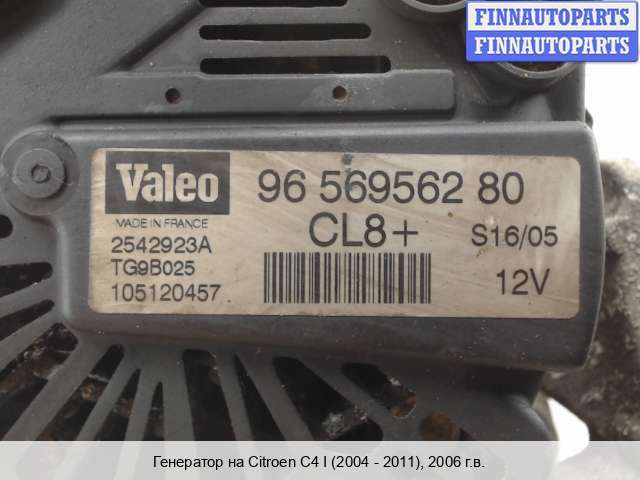 FINNAUTOPARTS
FINNAUTOPARTS
Valeo
MADE IN FRANCE
2542923A
TG9B025
105120457
96 569562 80
CL8+
S16/05
12V
Генератор на Citroen C4 I (2004 - 2011), 2006 г.в.